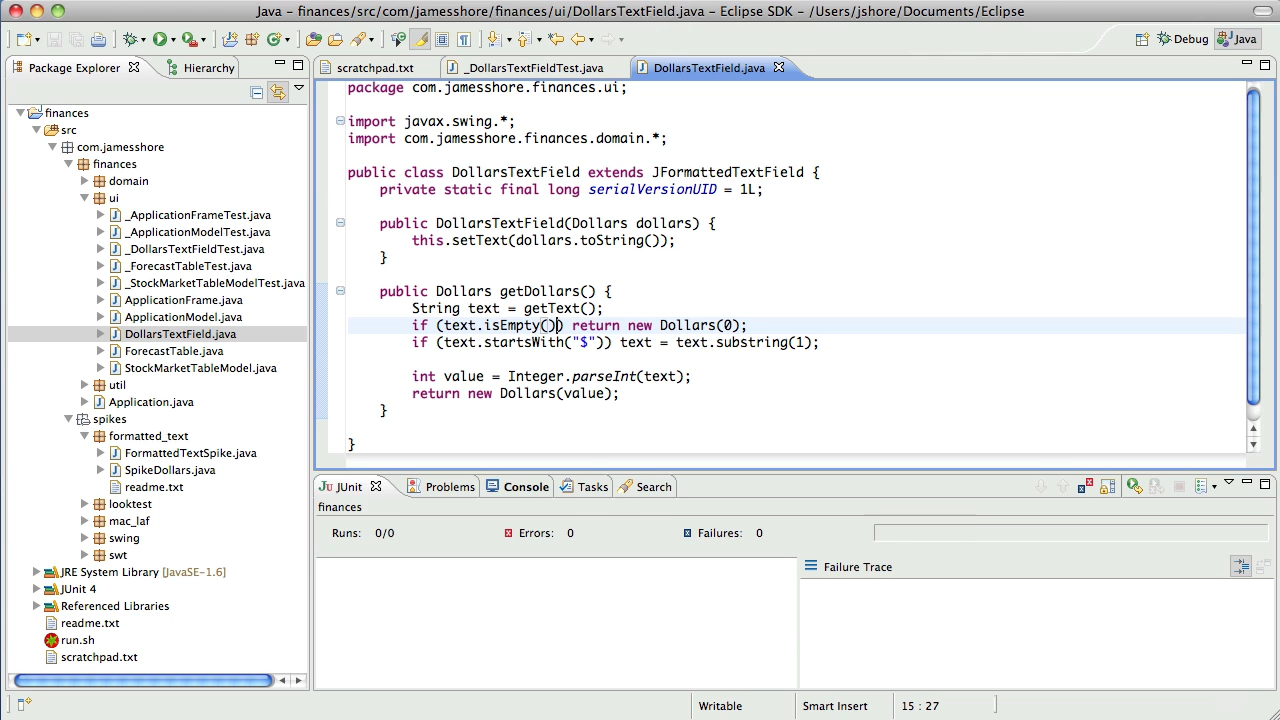 Java – finances/src/com/jamesshore/finances/ui/DollarsTextField.java – Eclipse SDK – /Users/jshore/Documents/Eclipse
Debug
Java
Package Explorer
Hierarchy
scratchpad.txt
_DollarsTextFieldTest.java
DollarsTextField.java
finances
src
com.jamesshore
finances
domain
ui
_ApplicationFrameTest.java
_ApplicationModelTest.java
_DollarsTextFieldTest.java
_ForecastTableTest.java
_StockMarketTableModelTest.java
ApplicationFrame.java
ApplicationModel.java
DollarsTextField.java
ForecastTable.java
StockMarketTableModel.java
util
Application.java
spikes
formatted_text
FormattedTextSpike.java
SpikeDollars.java
readme.txt
looktest
mac_laf
swing
swt
JRE System Library [JavaSE-1.6]
JUnit 4
Referenced Libraries
readme.txt
run.sh
scratchpad.txt
package com.jamesshore.finances.ui;
import javax.swing.*;
import com.jamesshore.finances.domain.*;
public class DollarsTextField extends JFormattedTextField {
private static final long serialVersionUID = 1L;
public DollarsTextField(Dollars dollars) {
this.setText(dollars.toString());
}
public Dollars getDollars() {
String text = getText();
if (text.isEmpty()) return new Dollars(0);
if (text.startsWith("$")) text = text.substring(1);
int value = Integer.parseInt(text);
return new Dollars(value);
}
}
JUnit
Problems
Console
Tasks
Search
finances
Runs: 0/0
Errors: 0
Failures: 0
Failure Trace
Writable
Smart Insert
15 : 27